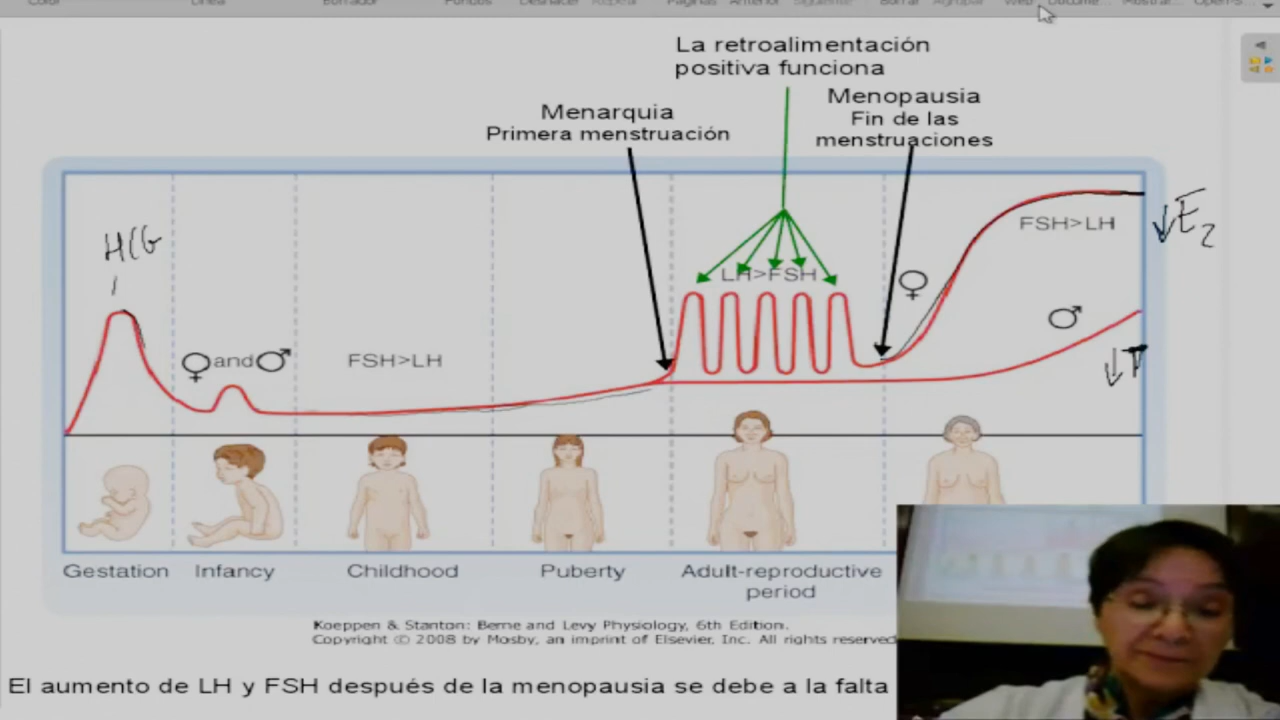 La retroalimentación
positiva funciona
Menarquia
Primera menstruación
Menopausia
Fin de las
menstruaciones
HCG
FSH>LH
E2
LH>FSH
♀and♂
FSH>LH
Gestation
Infancy
Childhood
Puberty
Adult-reproductive
period
Koeppen & Stanton: Berne and Levy Physiology, 6th Edition.
Copyright © 2008 by Mosby, an imprint of Elsevier, Inc. All rights reserved
El aumento de LH y FSH después de la menopausia se debe a la falta